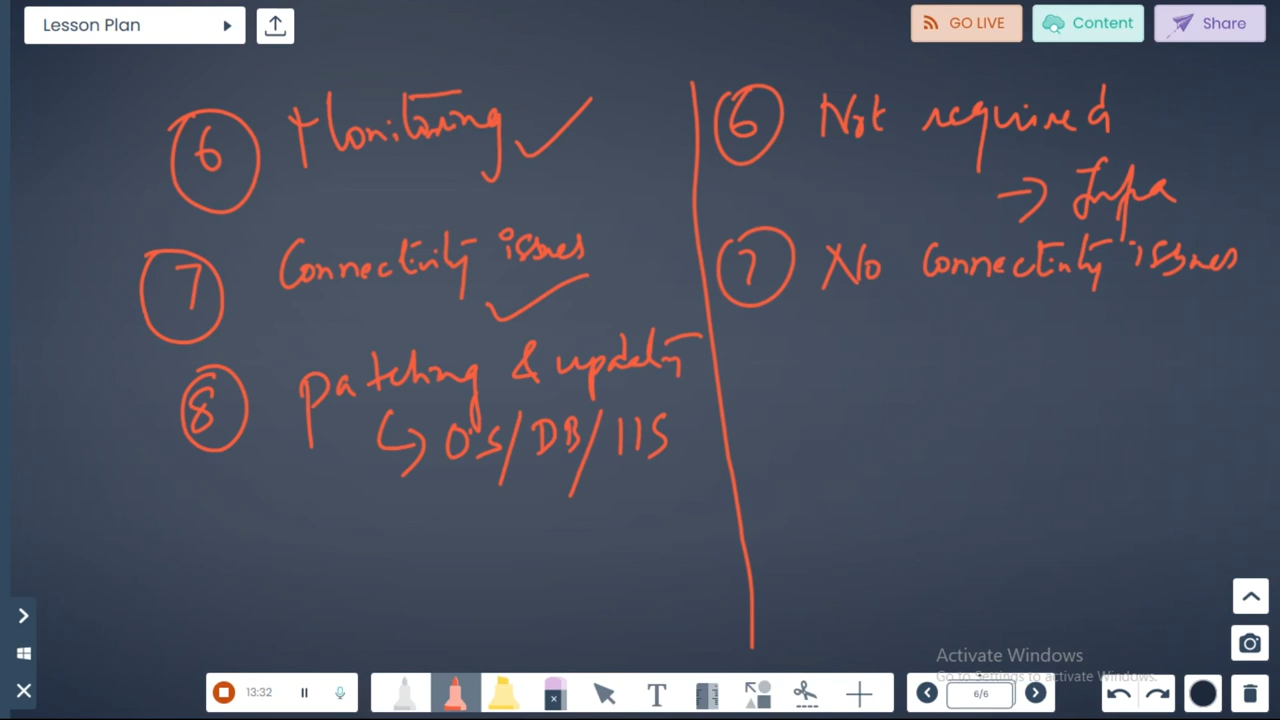 Lesson Plan
GO LIVE
Content
Share
6 Monitoring
7 Connectivity issues
8 patching & updating
OS/DB/IIS
6 Not required
→ Infra
7 No connectivity issues
Activate Windows
Go to Settings to activate Windows.
13:32
T
6/6